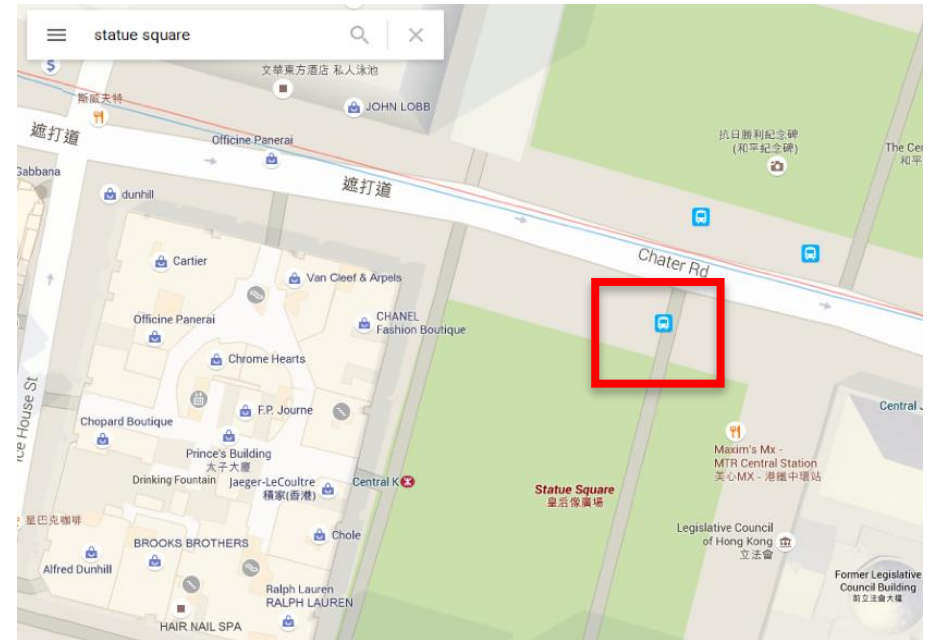 statue square
$
文華東方酒店 私人泳池
斯威夫特
JOHN LOBB
遮打道
Officine Panerai
抗日勝利紀念碑
(和平紀念碑)
The Cen
和平
Gabbana
遮打道
dunhill
Chater Rd
Cartier
Van Cleef & Arpels
Officine Panerai
CHANEL
Fashion Boutique
Chrome Hearts
Ice House St
F.P. Journe
Central J
Chopard Boutique
Maxim's Mx -
MTR Central Station
美心MX - 港鐵中環站
Prince's Building
太子大廈
Drinking Fountain
Jaeger-LeCoultre
積家(香港)
Central K
Statue Square
皇后像廣場
星巴克咖啡
BROOKS BROTHERS
Chole
Legislative Council
of Hong Kong
立法會
Alfred Dunhill
Former Legislative
Council Building
前立法會大樓
Ralph Lauren
RALPH LAUREN
HAIR NAIL SPA